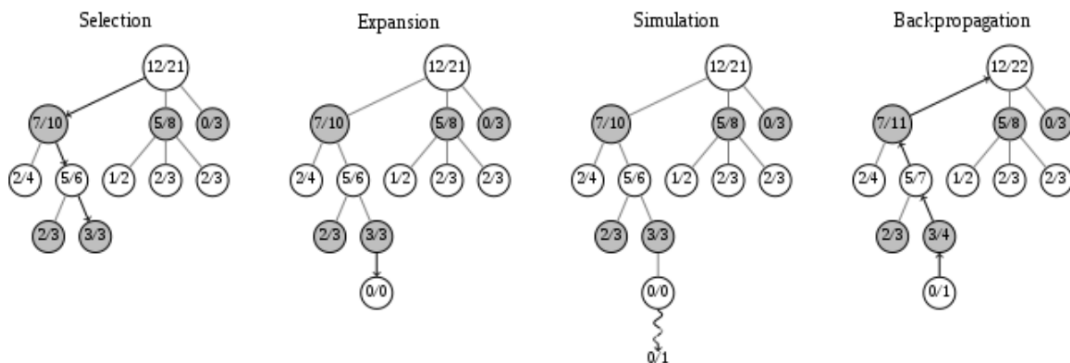 Selection
12/21
7/10 5/8 0/3
2/4 5/6 1/2 2/3 2/3
2/3 3/3
Expansion
12/21
7/10 5/8 0/3
2/4 5/6 1/2 2/3 2/3
2/3 3/3
0/0
Simulation
12/21
7/10 5/8 0/3
2/4 5/6 1/2 2/3 2/3
2/3 3/3
0/0
0/1
Backpropagation
12/22
7/11 5/8 0/3
2/4 5/7 1/2 2/3 2/3
2/3 3/4
0/1